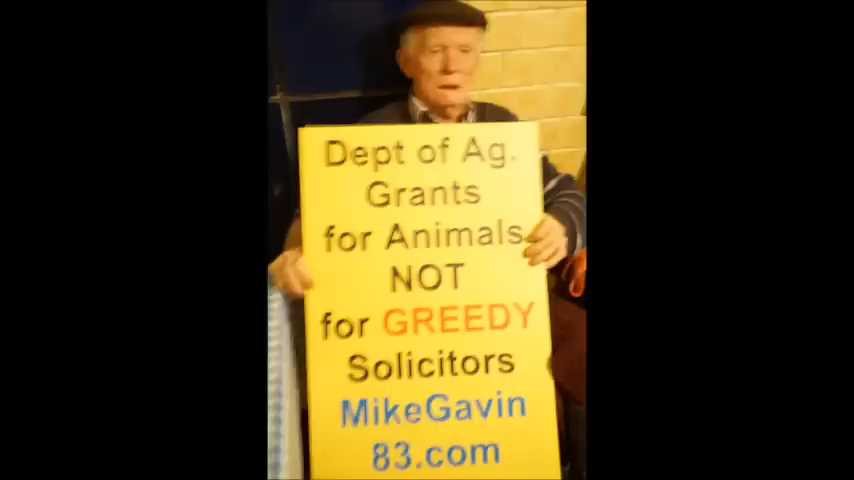 Dept of Ag.
Grants
for Animals
NOT
for GREEDY
Solicitors
MikeGavin
83.com